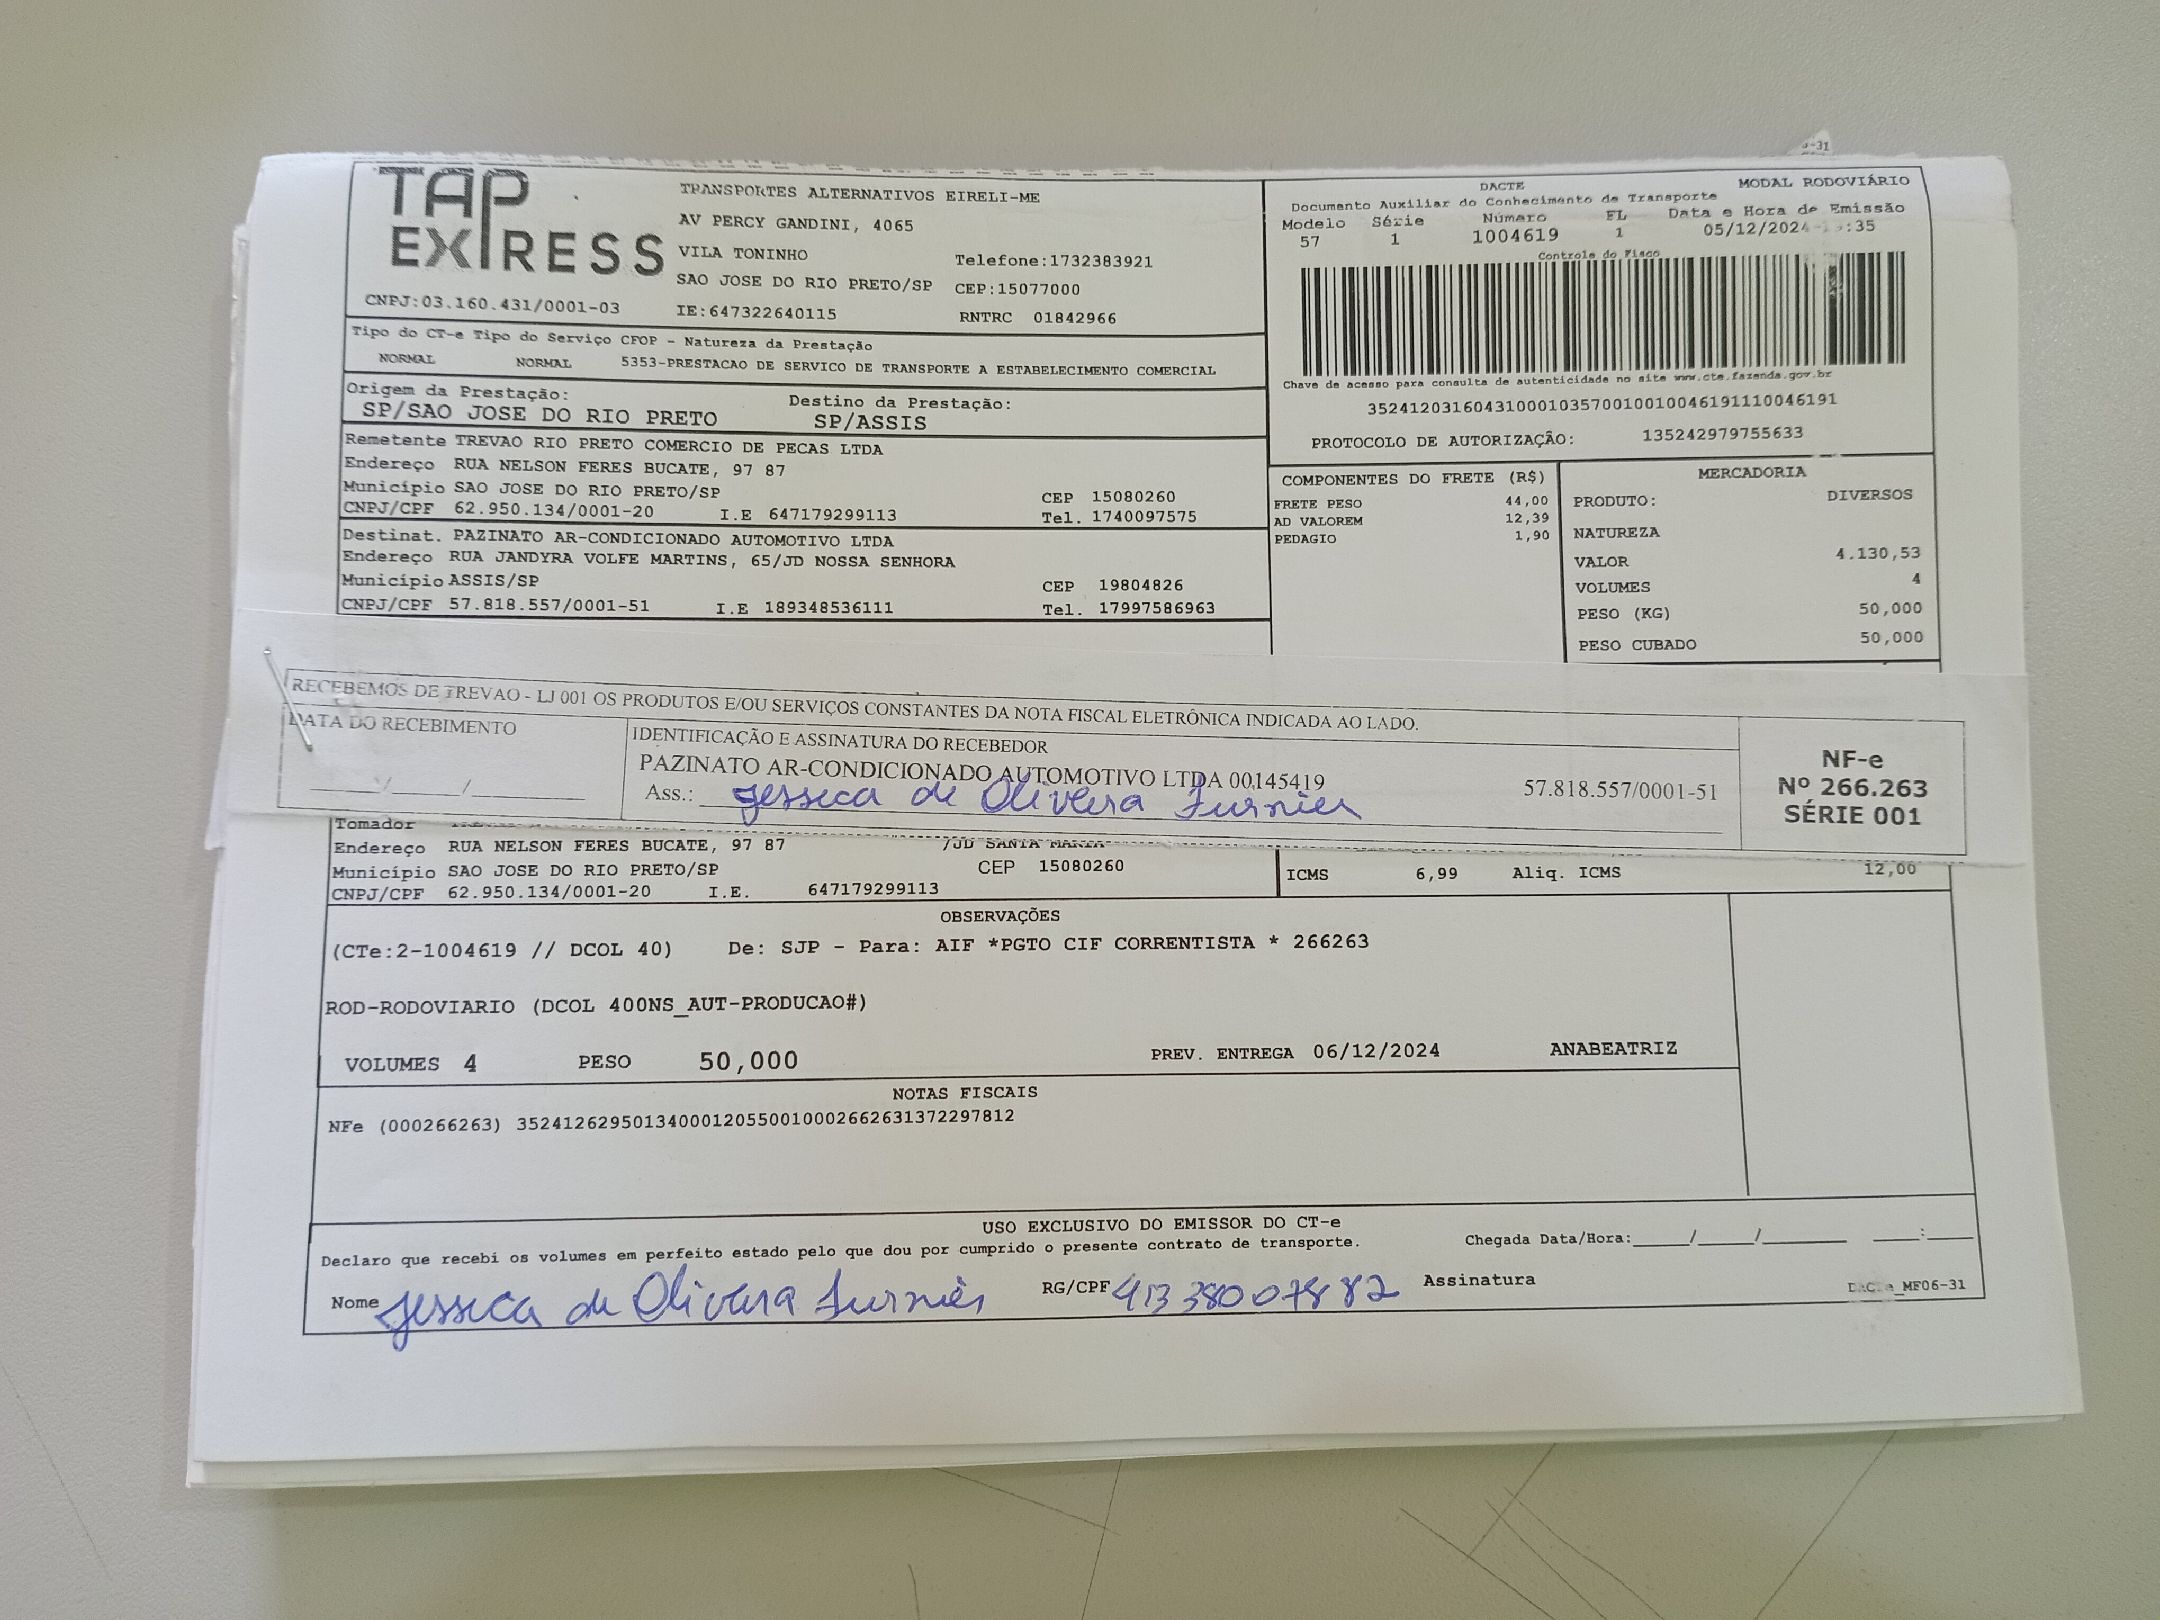 TAP EXPRESS
TRANSPORTES ALTERNATIVOS EIRELI-ME
AV PERCY GANDINI, 4065
VILA TONINHO
Telefone:1732383921
SAO JOSE DO RIO PRETO/SP CEP:15077000
CNPJ:03.160.431/0001-03 IE:647322640115 RNTRC 01842966
DACTE MODAL RODOVIÁRIO
Documento Auxiliar do Conhecimento de Transporte
Modelo Série Número FL Data e Hora de Emissão
57 1 1004619 1 05/12/2024 :35
Controle do Fisco
Chave de acesso para consulta de autenticidade no site www.cte.fazenda.gov.br
35241203160431000103570010010046191110046191
PROTOCOLO DE AUTORIZAÇÃO: 135242979755633
Tipo do CT-e Tipo do Serviço CFOP - Natureza da Prestação
NORMAL NORMAL 5353-PRESTACAO DE SERVICO DE TRANSPORTE A ESTABELECIMENTO COMERCIAL
Origem da Prestação: Destino da Prestação:
SP/SAO JOSE DO RIO PRETO SP/ASSIS
Remetente TREVAO RIO PRETO COMERCIO DE PECAS LTDA
Endereço RUA NELSON FERES BUCATE, 97 87
Município SAO JOSE DO RIO PRETO/SP CEP 15080260
CNPJ/CPF 62.950.134/0001-20 I.E 647179299113 Tel. 1740097575
Destinat. PAZINATO AR-CONDICIONADO AUTOMOTIVO LTDA
Endereço RUA JANDYRA VOLFE MARTINS, 65/JD NOSSA SENHORA
Município ASSIS/SP CEP 19804826
CNPJ/CPF 57.818.557/0001-51 I.E 189348536111 Tel. 17997586963
COMPONENTES DO FRETE (R$)
FRETE PESO 44,00
AD VALOREM 12,39
PEDAGIO 1,90
MERCADORIA
PRODUTO: DIVERSOS
NATUREZA
VALOR 4.130,53
VOLUMES 4
PESO (KG) 50,000
PESO CUBADO 50,000
RECEBEMOS DE TREVAO - LJ 001 OS PRODUTOS E/OU SERVIÇOS CONSTANTES DA NOTA FISCAL ELETRÔNICA INDICADA AO LADO.
DATA DO RECEBIMENTO
____/____/________
IDENTIFICAÇÃO E ASSINATURA DO RECEBEDOR
PAZINATO AR-CONDICIONADO AUTOMOTIVO LTDA 00145419 57.818.557/0001-51
Ass.: Jessica de Oliveira Furnier
NF-e
Nº 266.263
SÉRIE 001
Tomador
Endereço RUA NELSON FERES BUCATE, 97 87 /JD SANTA MARIA
Município SAO JOSE DO RIO PRETO/SP CEP 15080260
CNPJ/CPF 62.950.134/0001-20 I.E. 647179299113
ICMS 6,99 Aliq. ICMS 12,00
OBSERVAÇÕES
(CTe:2-1004619 // DCOL 40) De: SJP - Para: AIF *PGTO CIF CORRENTISTA * 266263
ROD-RODOVIARIO (DCOL 400NS_AUT-PRODUCAO#)
VOLUMES 4 PESO 50,000 PREV. ENTREGA 06/12/2024 ANABEATRIZ
NOTAS FISCAIS
NFe (000266263) 35241262950134000120550010002662631372297812
USO EXCLUSIVO DO EMISSOR DO CT-e
Declaro que recebi os volumes em perfeito estado pelo que dou por cumprido o presente contrato de transporte. Chegada Data/Hora:____/____/________ ____:____
Nome Jessica de Oliveira Furnier RG/CPF 41338007882 Assinatura
DACTe_MF06-31